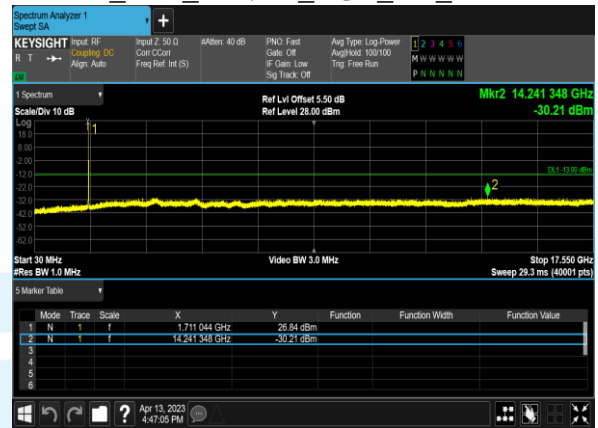 Spectrum Analyzer 1
Swept SA
KEYSIGHT Input: RF Input Z: 50 Ω #Atten: 40 dB PNO: Fast Avg Type: Log-Power 1 2 3 4 5 6
R T Coupling: DC Corr CCorr Gate: Off Avg|Hold: 100/100 M W W W W W
Align: Auto Freq Ref: Int (S) IF Gain: Low Trig: Free Run
LV Sig Track: Off P N N N N N
1 Spectrum Ref Lvl Offset 5.50 dB Mkr2 14.241 348 GHz
Scale/Div 10 dB Ref Level 28.00 dBm -30.21 dBm
Log
18.0
8.00
-2.00
-12.0
-22.0
-32.0
-42.0
-52.0
-62.0
1
DL1 -13.00 dBm
2
Start 30 MHz Video BW 3.0 MHz Stop 17.550 GHz
#Res BW 1.0 MHz Sweep 29.3 ms (40001 pts)
5 Marker Table
Mode Trace Scale X Y Function Function Width Function Value
1 N 1 f 1.711 044 GHz 26.84 dBm
2 N 1 f 14.241 348 GHz -30.21 dBm
3
4
5
6
Apr 13, 2023
4:47:05 PM